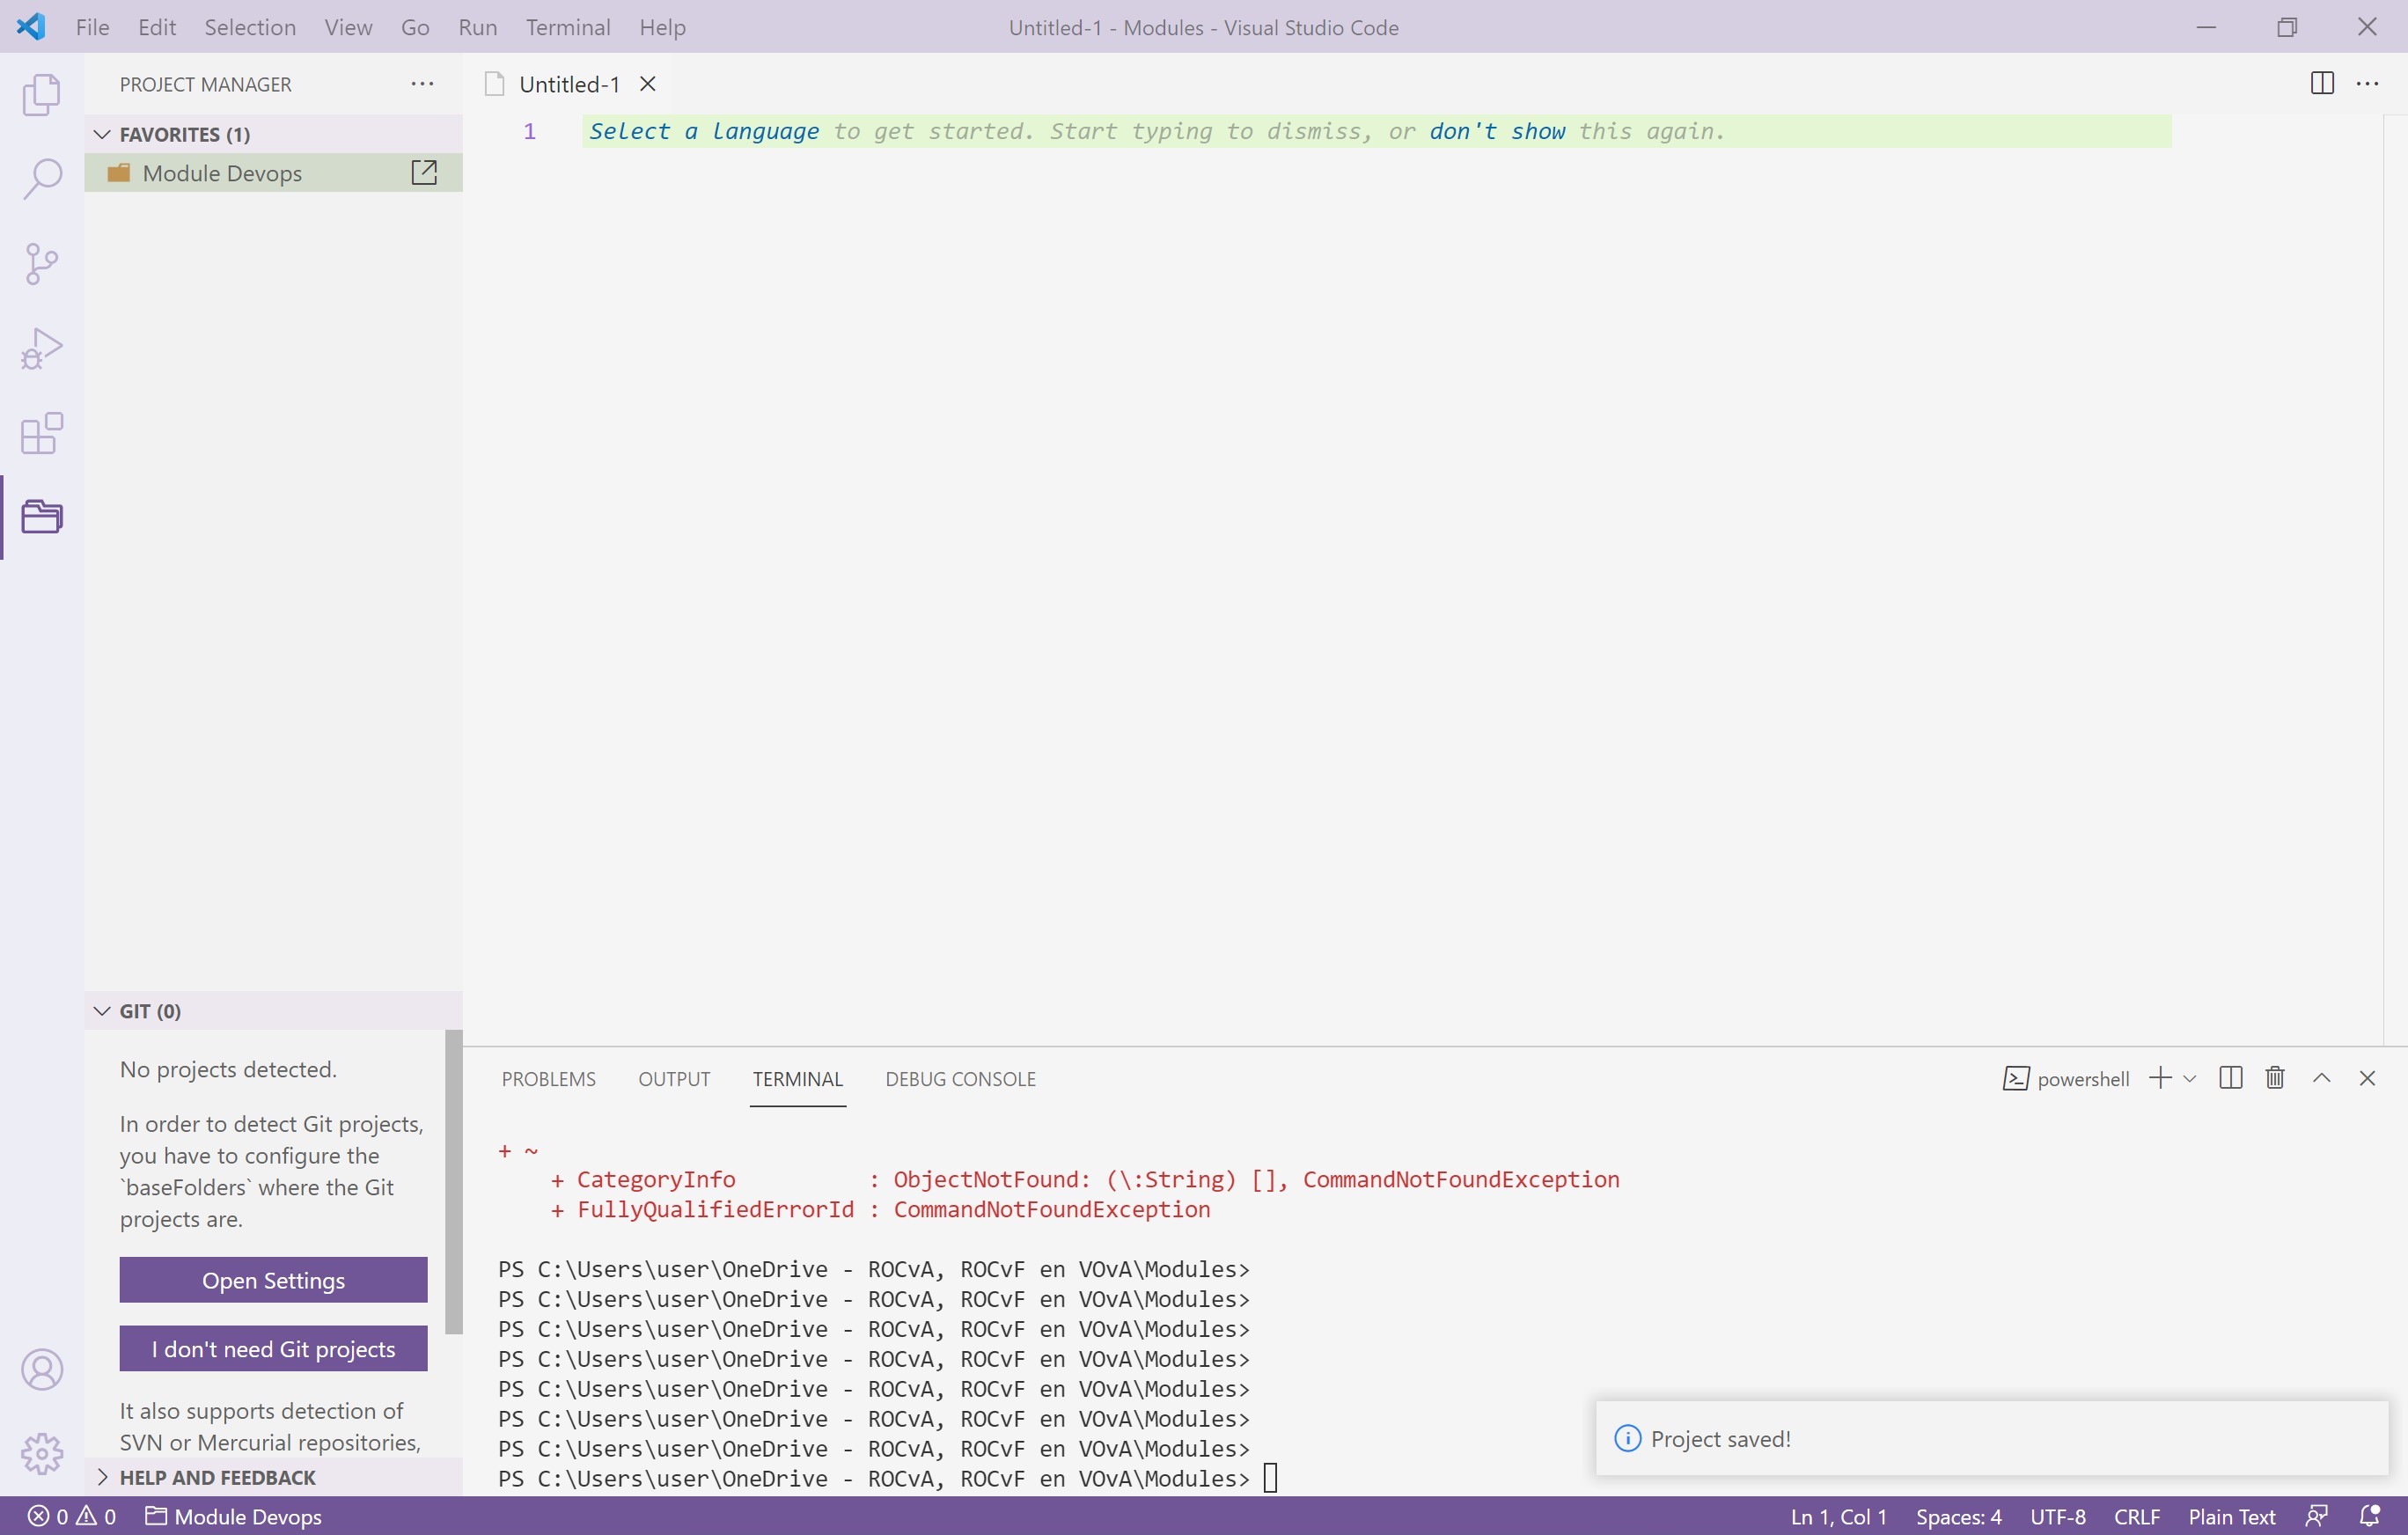 File Edit Selection View Go Run Terminal Help
Untitled-1 - Modules - Visual Studio Code
PROJECT MANAGER
FAVORITES (1)
Module Devops
Untitled-1
1
Select a language to get started. Start typing to dismiss, or don't show this again.
GIT (0)
No projects detected.
In order to detect Git projects,
you have to configure the
`baseFolders` where the Git
projects are.
Open Settings
I don't need Git projects
It also supports detection of
SVN or Mercurial repositories,
HELP AND FEEDBACK
PROBLEMS OUTPUT TERMINAL DEBUG CONSOLE
powershell
+ ~
+ CategoryInfo : ObjectNotFound: (\:String) [], CommandNotFoundException
+ FullyQualifiedErrorId : CommandNotFoundException
PS C:\Users\user\OneDrive - ROCvA, ROCvF en VOvA\Modules>
PS C:\Users\user\OneDrive - ROCvA, ROCvF en VOvA\Modules>
PS C:\Users\user\OneDrive - ROCvA, ROCvF en VOvA\Modules>
PS C:\Users\user\OneDrive - ROCvA, ROCvF en VOvA\Modules>
PS C:\Users\user\OneDrive - ROCvA, ROCvF en VOvA\Modules>
PS C:\Users\user\OneDrive - ROCvA, ROCvF en VOvA\Modules>
PS C:\Users\user\OneDrive - ROCvA, ROCvF en VOvA\Modules>
PS C:\Users\user\OneDrive - ROCvA, ROCvF en VOvA\Modules>
Project saved!
0 0 Module Devops
Ln 1, Col 1 Spaces: 4 UTF-8 CRLF Plain Text